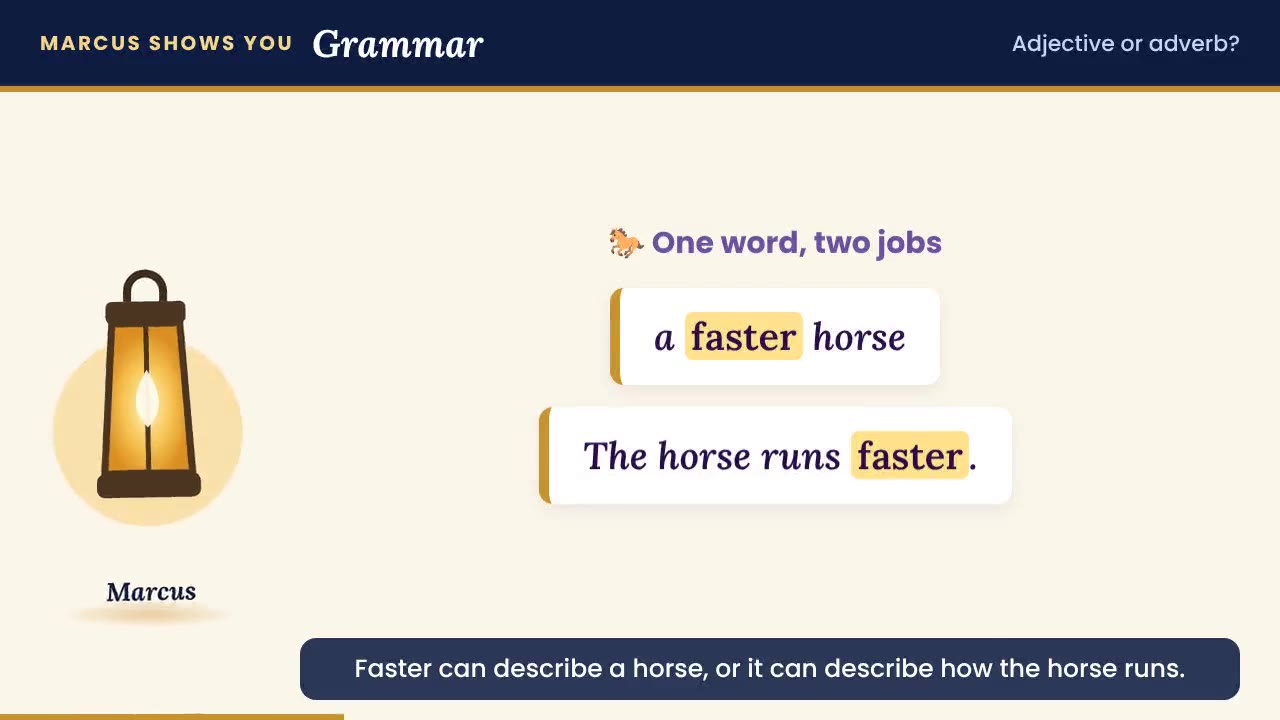 MARCUS SHOWS YOU Grammar
Adjective or adverb?
One word, two jobs
a faster horse
The horse runs faster.
Marcus
Faster can describe a horse, or it can describe how the horse runs.